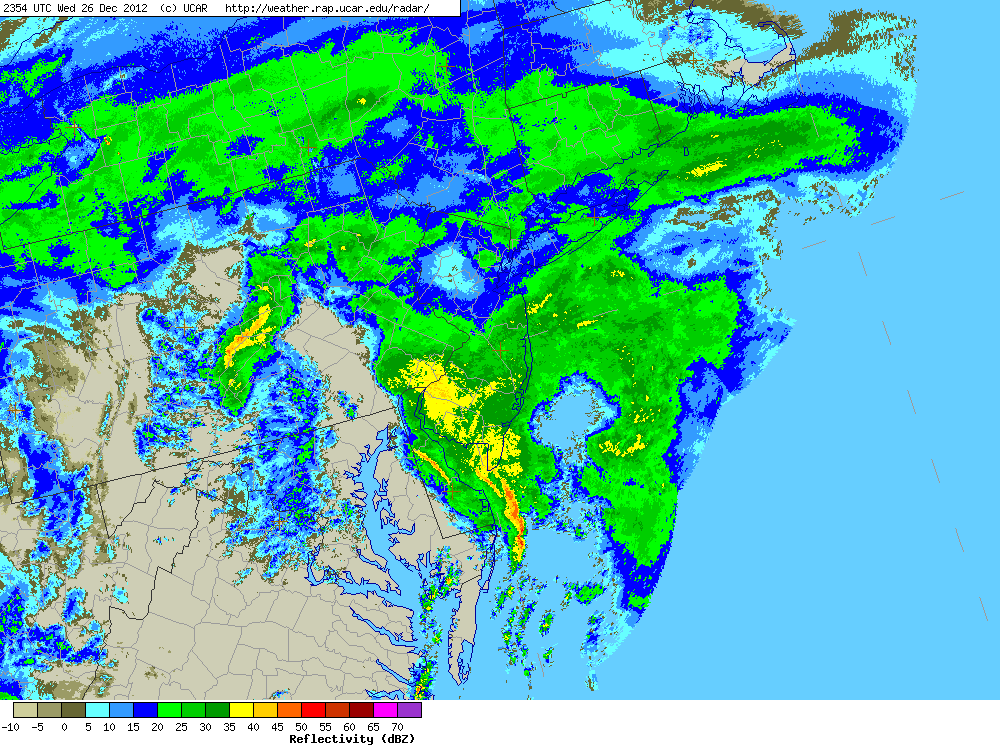 2354 UTC Wed 26 Dec 2012 (c) UCAR http://weather.rap.ucar.edu/radar/
-10 -5 0 5 10 15 20 25 30 35 40 45 50 55 60 65 70
Reflectivity (dBZ)